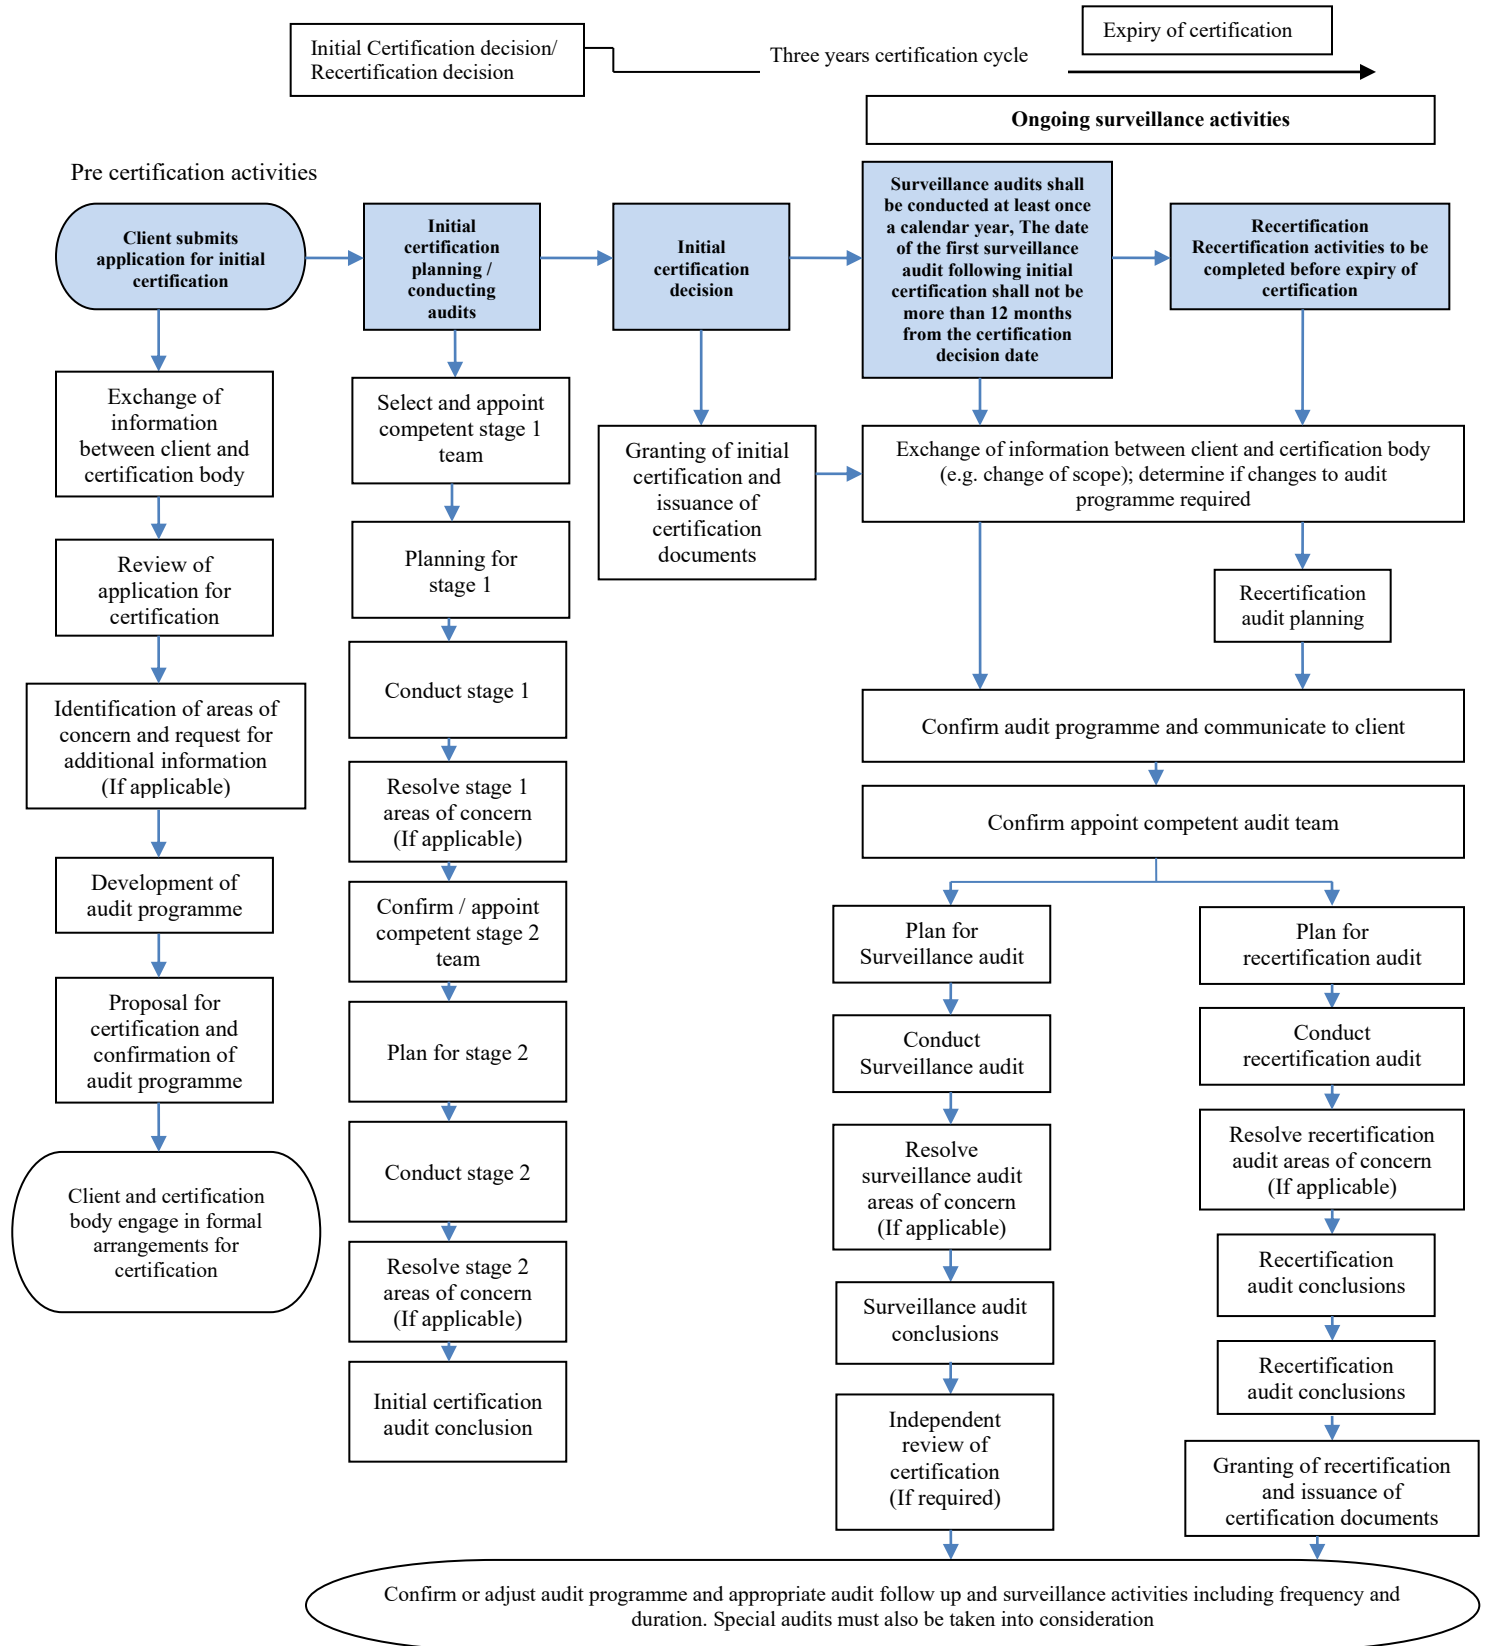 Initial Certification decision/
Recertification decision
Three years certification cycle
Expiry of certification
Ongoing surveillance activities
Pre certification activities
Client submits
application for initial
certification
Initial
certification
planning /
conducting
audits
Initial
certification
decision
Surveillance audits shall
be conducted at least once
a calendar year, The date
of the first surveillance
audit following initial
certification shall not be
more than 12 months
from the certification
decision date
Recertification
Recertification activities to be
completed before expiry of
certification
Exchange of
information
between client and
certification body
Review of
application for
certification
Identification of areas of
concern and request for
additional information
(If applicable)
Development of
audit programme
Proposal for
certification and
confirmation of
audit programme
Client and certification
body engage in formal
arrangements for
certification
Select and appoint
competent stage 1
team
Planning for
stage 1
Conduct stage 1
Resolve stage 1
areas of concern
(If applicable)
Confirm / appoint
competent stage 2
team
Plan for stage 2
Conduct stage 2
Resolve stage 2
areas of concern
(If applicable)
Initial certification
audit conclusion
Granting of initial
certification and
issuance of
certification
documents
Exchange of information between client and certification body
(e.g. change of scope); determine if changes to audit
programme required
Recertification
audit planning
Confirm audit programme and communicate to client
Confirm appoint competent audit team
Plan for
Surveillance audit
Conduct
Surveillance audit
Resolve
surveillance audit
areas of concern
(If applicable)
Surveillance audit
conclusions
Independent
review of
certification
(If required)
Plan for
recertification audit
Conduct
recertification audit
Resolve recertification
audit areas of concern
(If applicable)
Recertification
audit conclusions
Recertification
audit conclusions
Granting of recertification
and issuance of
certification documents
Confirm or adjust audit programme and appropriate audit follow up and surveillance activities including frequency and
duration. Special audits must also be taken into consideration